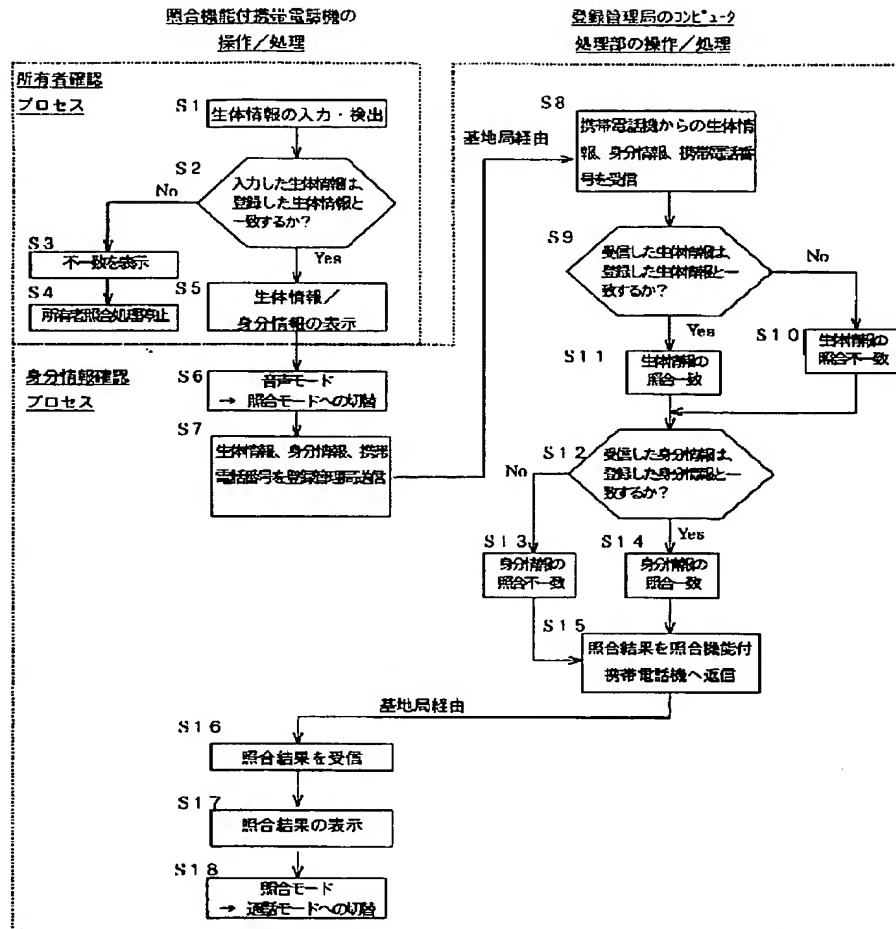 照合機能付携帯電話機の
操作／処理
所有者確認
プロセス
S1
生体情報の入力・検出
S2
入力した生体情報は、
登録した生体情報と
一致するか?
No
Yes
S3
不一致を表示
S4
所有者照合処理停止
S5
生体情報／
身分情報の表示
身分情報確認
プロセス
S6
音声モード
→ 照合モードへの切替
S7
生体情報、身分情報、携帯
電話番号を登録管理局送信
基地局経由
登録管理局のコンピュータ
処理部の操作／処理
S8
携帯電話機からの生体情
報、身分情報、携帯電話番
号を受信
S9
受信した生体情報は、
登録した生体情報と一
致するか?
No
Yes
S10
生体情報の
照合不一致
S11
生体情報の
照合一致
S12
受信した身分情報は、
登録した身分情報と一
致するか?
No
Yes
S13
身分情報の
照合不一致
S14
身分情報の
照合一致
S15
照合結果を照合機能付
携帯電話機へ返信
基地局経由
S16
照合結果を受信
S17
照合結果の表示
S18
照合モード
→ 通話モードへの切替